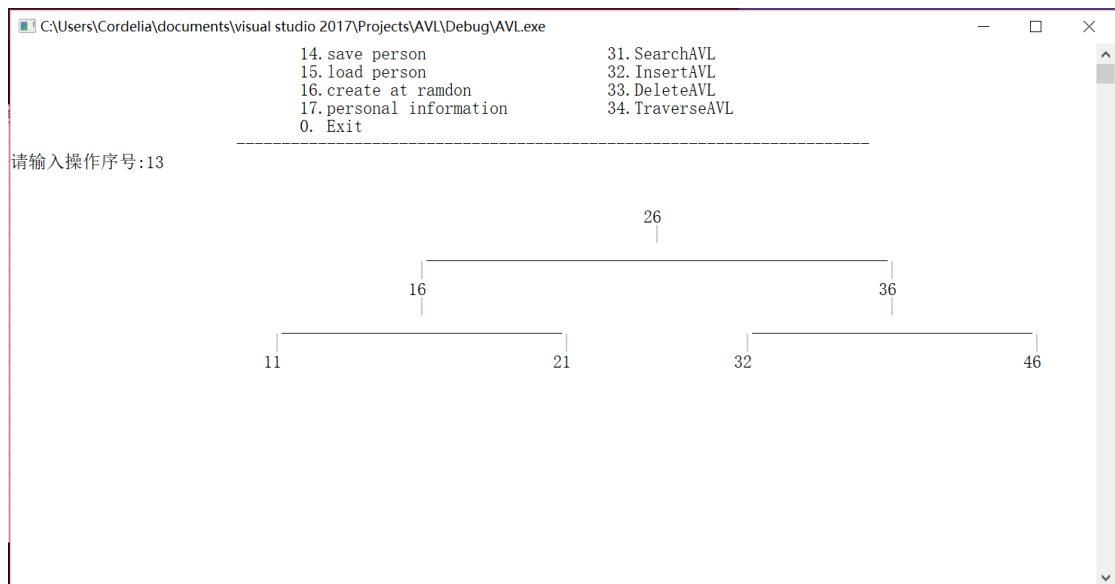 C:\Users\Cordelia\documents\visual studio 2017\Projects\AVL\Debug\AVL.exe
14.save person 31.SearchAVL
15.load person 32.InsertAVL
16.create at ramdon 33.DeleteAVL
17.personal information 34.TraverseAVL
0. Exit
请输入操作序号:13
26
16 36
11 21 32 46